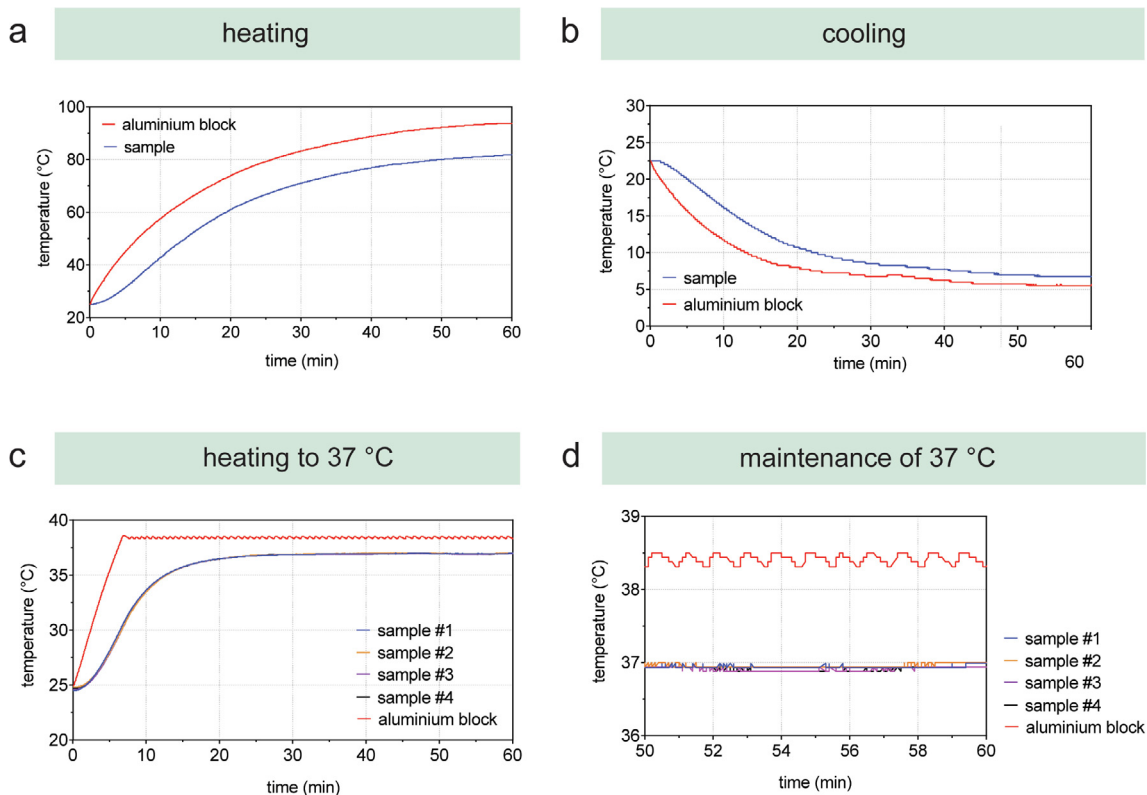 a
heating
100
80
60
40
20
0
10
20
30
40
50
60
temperature (°C)
time (min)
aluminium block
sample
b
cooling
30
25
20
15
10
5
0
0
10
20
30
40
50
60
temperature (°C)
time (min)
sample
aluminium block
c
heating to 37 °C
40
35
30
25
20
0
10
20
30
40
50
60
temperature (°C)
time (min)
sample #1
sample #2
sample #3
sample #4
aluminium block
d
maintenance of 37 °C
39
38
37
36
50
52
54
56
58
60
temperature (°C)
time (min)
sample #1
sample #2
sample #3
sample #4
aluminium block